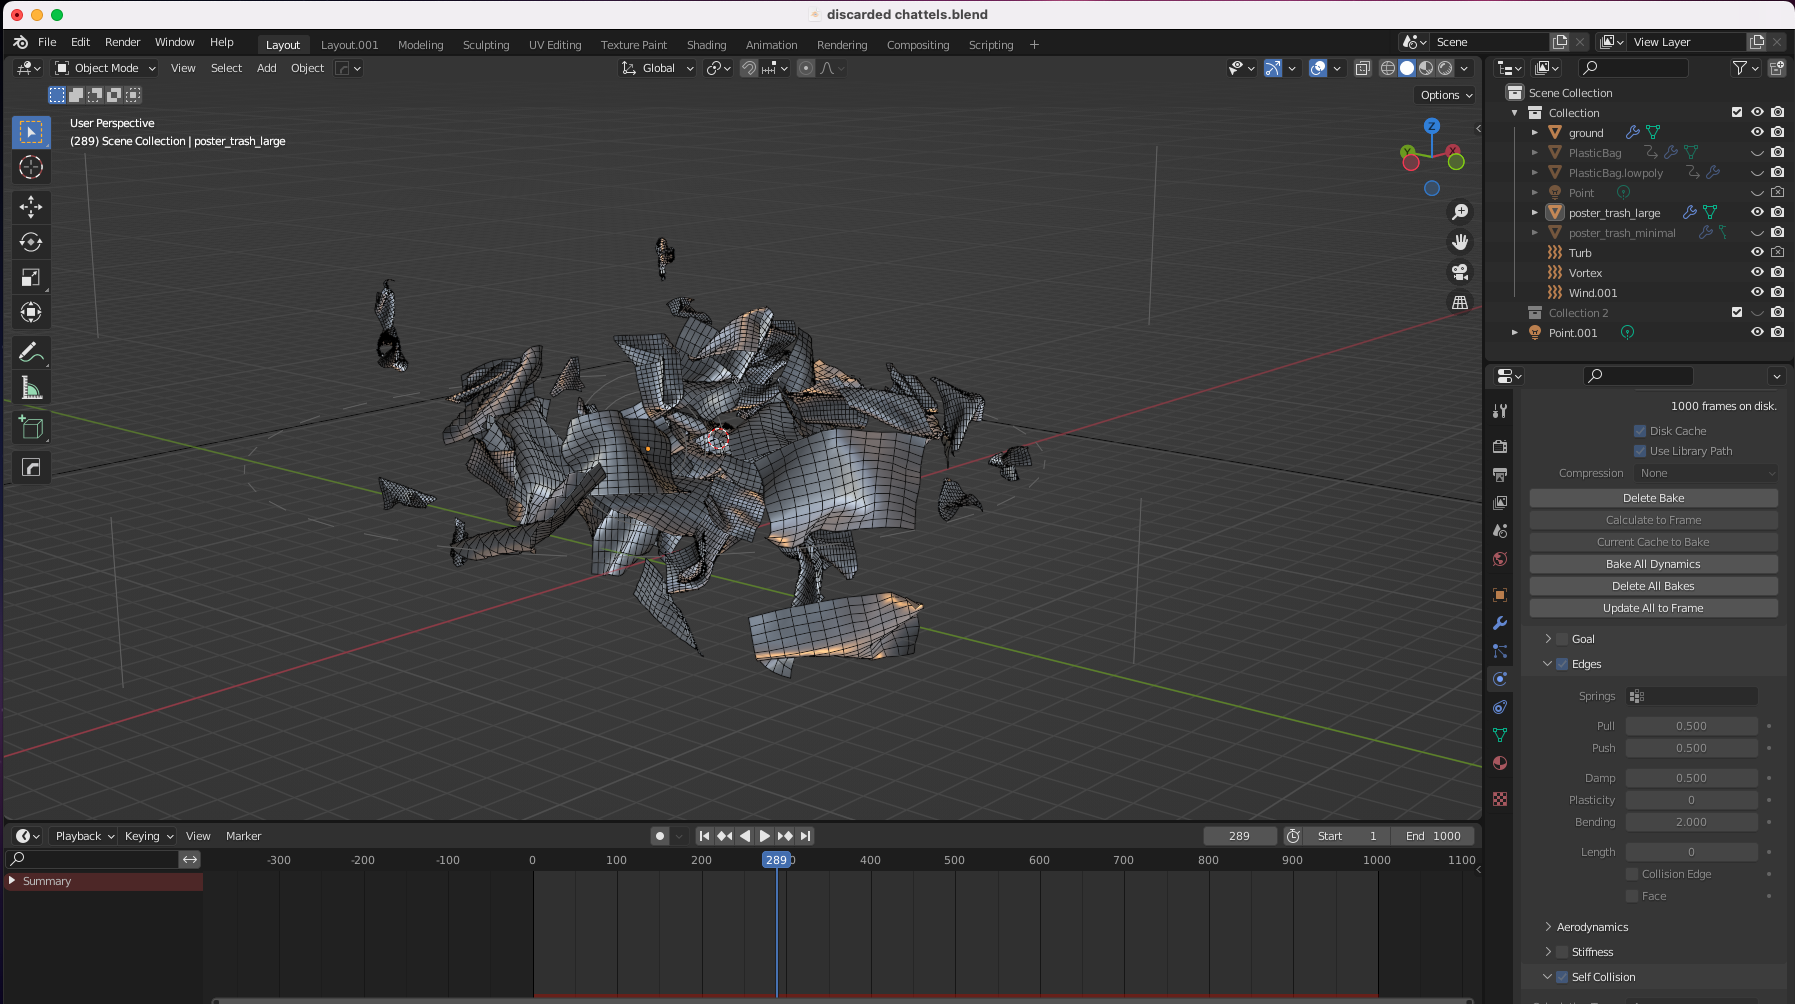 discarded chattels.blend
File Edit Render Window Help Layout Layout.001 Modeling Sculpting UV Editing Texture Paint Shading Animation Rendering Compositing Scripting + Scene View Layer
Object Mode View Select Add Object Global
Options
User Perspective
(289) Scene Collection | poster_trash_large
Z
Y
X
Scene Collection
Collection
ground
PlasticBag
PlasticBag.lowpoly
Point
poster_trash_large
poster_trash_minimal
Turb
Vortex
Wind.001
Collection 2
Point.001
1000 frames on disk.
Disk Cache
Use Library Path
Compression None
Delete Bake
Calculate to Frame
Current Cache to Bake
Bake All Dynamics
Delete All Bakes
Update All to Frame
Goal
Edges
Springs
Pull 0.500
Push 0.500
Damp 0.500
Plasticity 0
Bending 2.000
Length 0
Collision Edge
Face
Aerodynamics
Stiffness
Self Collision
Playback Keying View Marker 289 Start 1 End 1000
-300 -200 -100 0 100 200 289 400 500 600 700 800 900 1000 1100
Summary